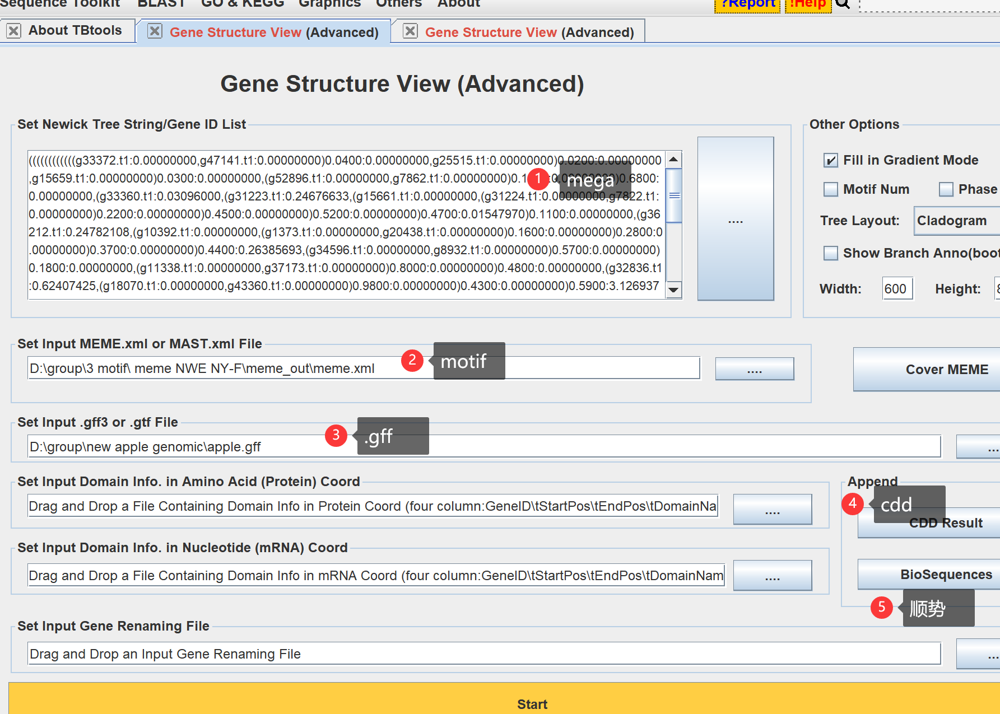 Sequence Toolkit BLAST GO & KEGG Graphics Others About ?Report !Help
About TBtools Gene Structure View (Advanced) Gene Structure View (Advanced)
Gene Structure View (Advanced)
Set Newick Tree String/Gene ID List
((((((((((((g33372.t1:0.00000000,g47141.t1:0.00000000)0.0400:0.00000000,g25515.t1:0.00000000)0.0200:0.00000000
,g15659.t1:0.00000000)0.0300:0.00000000,(g52896.t1:0.00000000,g7862.t1:0.00000000)0.1 0.00000000)0.6800:
0.00000000,(g33360.t1:0.03096000,(g31223.t1:0.24676633,(g15661.t1:0.00000000,(g31224.t1:0.00000000,g7822.t1:
0.00000000)0.2200:0.00000000)0.4500:0.00000000)0.5200:0.00000000)0.4700:0.01547970)0.1100:0.00000000,(g36
212.t1:0.24782108,(g10392.t1:0.00000000,(g1373.t1:0.00000000,g20438.t1:0.00000000)0.1600:0.00000000)0.2800:0
.00000000)0.3700:0.00000000)0.4400:0.26385693,(g34596.t1:0.00000000,g8932.t1:0.00000000)0.5700:0.00000000)
0.1800:0.00000000,(g11338.t1:0.00000000,g37173.t1:0.00000000)0.8000:0.00000000)0.4800:0.00000000,(g32836.t1
:0.62407425,(g18070.t1:0.00000000,g43360.t1:0.00000000)0.9800:0.00000000)0.4300:0.00000000)0.5900:3.126937
1 mega
....
Other Options
Fill in Gradient Mode
Motif Num Phase
Tree Layout: Cladogram
Show Branch Anno(boot
Width: 600 Height: 8
Set Input MEME.xml or MAST.xml File
D:\group\3 motif\ meme NWE NY-F\meme_out\meme.xml
2 motif
....
Cover MEME
Set Input .gff3 or .gtf File
D:\group\new apple genomic\apple.gff
3 .gff
...
Set Input Domain Info. in Amino Acid (Protein) Coord
Drag and Drop a File Containing Domain Info in Protein Coord (four column:GeneID\tStartPos\tEndPos\tDomainNa
....
Append
4 cdd
CDD Result
Set Input Domain Info. in Nucleotide (mRNA) Coord
Drag and Drop a File Containing Domain Info in mRNA Coord (four column:GeneID\tStartPos\tEndPos\tDomainNam
....
BioSequences
5 顺势
Set Input Gene Renaming File
Drag and Drop an Input Gene Renaming File
...
Start